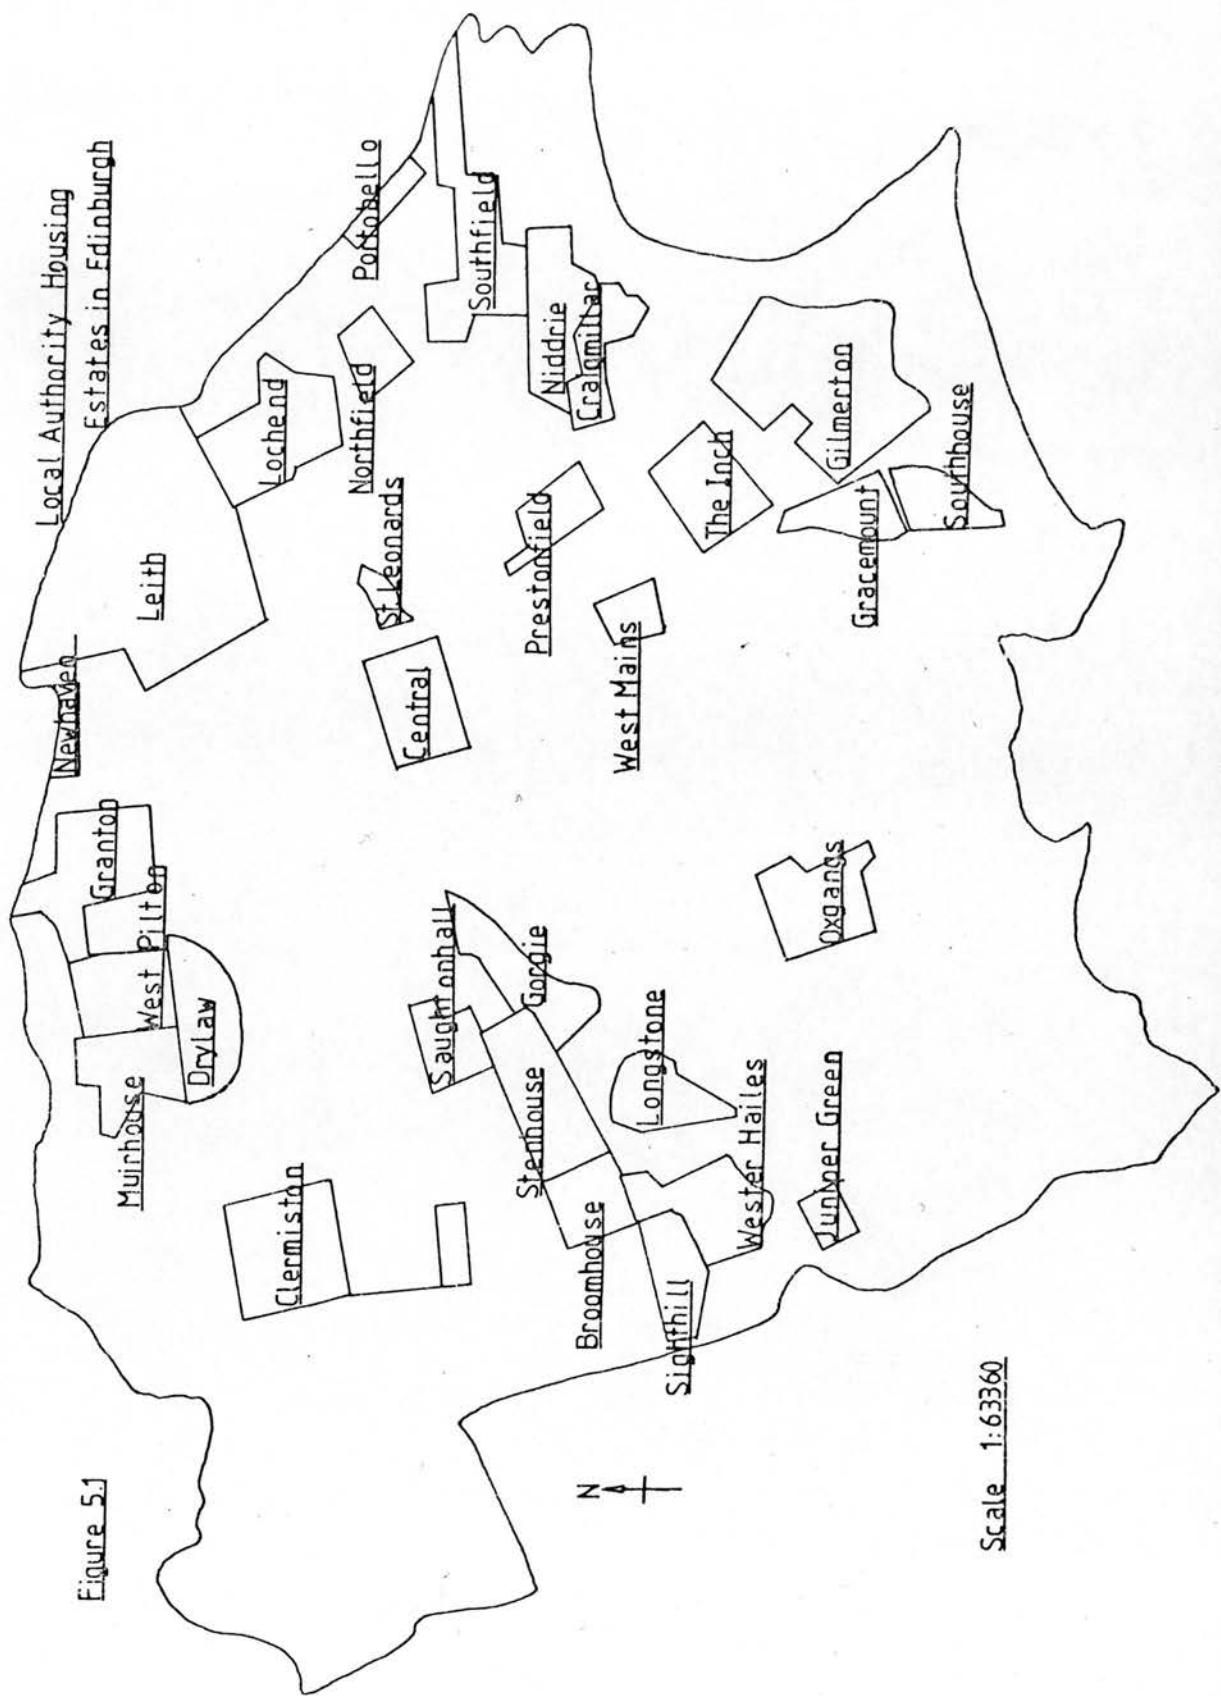 Figure 5.1
Local Authority Housing
Estates in Edinburgh
Newhaven
Granton
Leith
West Pilton
Muirhouse
Drylaw
Lochend
Clermiston
Portobello
Northfield
St. Leonards
Central
Saughtonhall
Southfield
Gorgie
Stenhouse
Prestonfield
Niddrie
Craigmillar
Broomhouse
West Mains
Longstone
Sighthill
The Inch
Wester Hailes
Gilmerton
Oxgangs
Juniper Green
Gracemount
Southhouse
N
Scale 1:63360